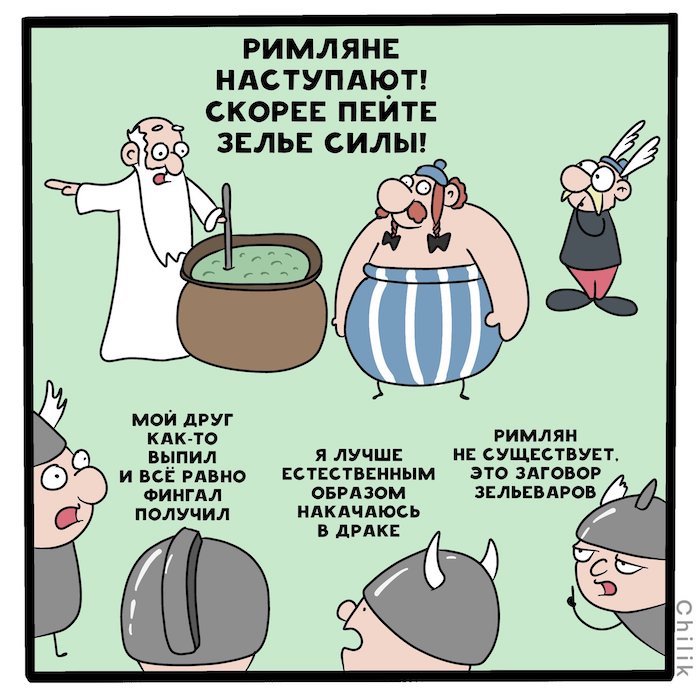 РИМЛЯНЕ
НАСТУПАЮТ!
СКОРЕЕ ПЕЙТЕ
ЗЕЛЬЕ СИЛЫ!
МОЙ ДРУГ
КАК-ТО
ВЫПИЛ
И ВСЁ РАВНО
ФИНГАЛ
ПОЛУЧИЛ
Я ЛУЧШЕ
ЕСТЕСТВЕННЫМ
ОБРАЗОМ
НАКАЧАЮСЬ
В ДРАКЕ
РИМЛЯН
НЕ СУЩЕСТВУЕТ,
ЭТО ЗАГОВОР
ЗЕЛЬЕВАРОВ
Chilik